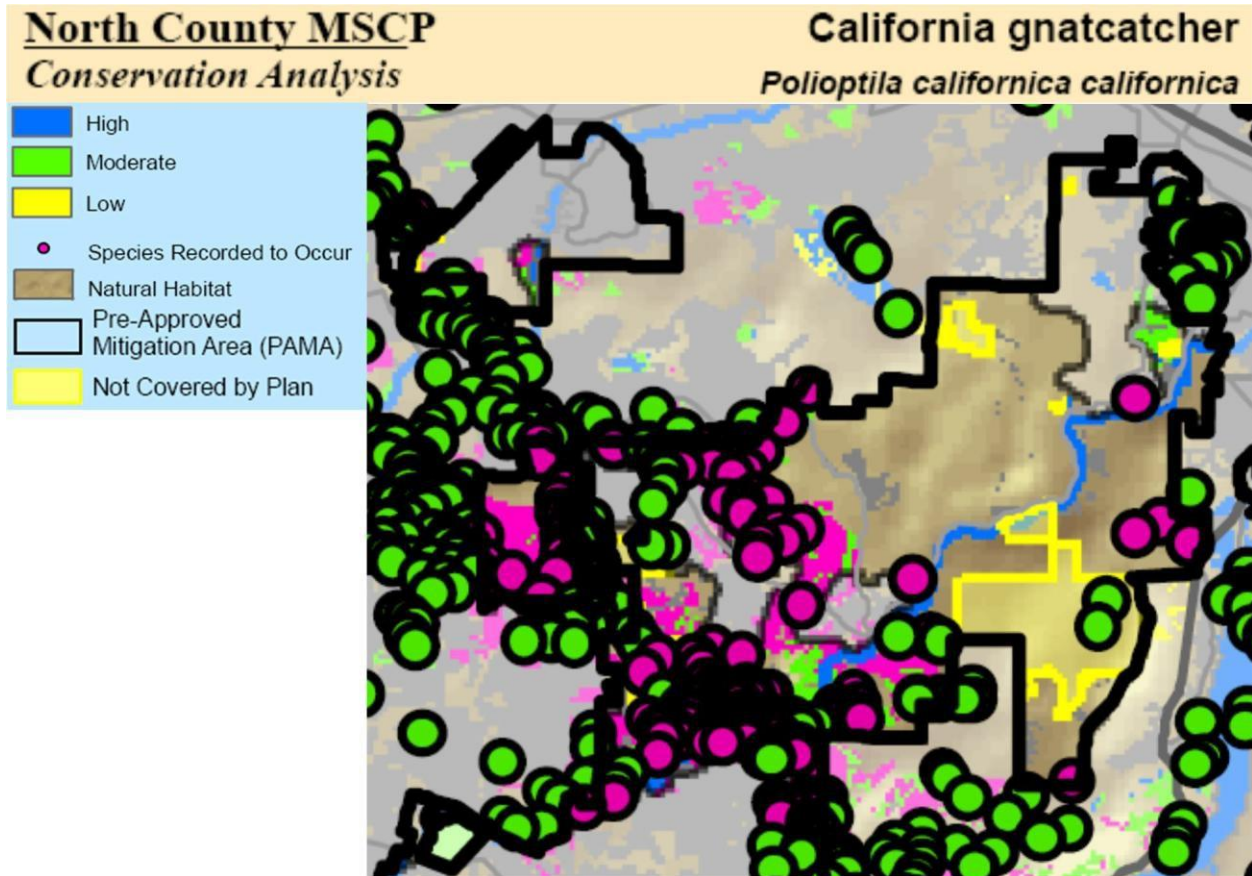 North County MSCP
California gnatcatcher
Conservation Analysis
Polioptila californica californica
High
Moderate
Low
Species Recorded to Occur
Natural Habitat
Pre-Approved
Mitigation Area (PAMA)
Not Covered by Plan